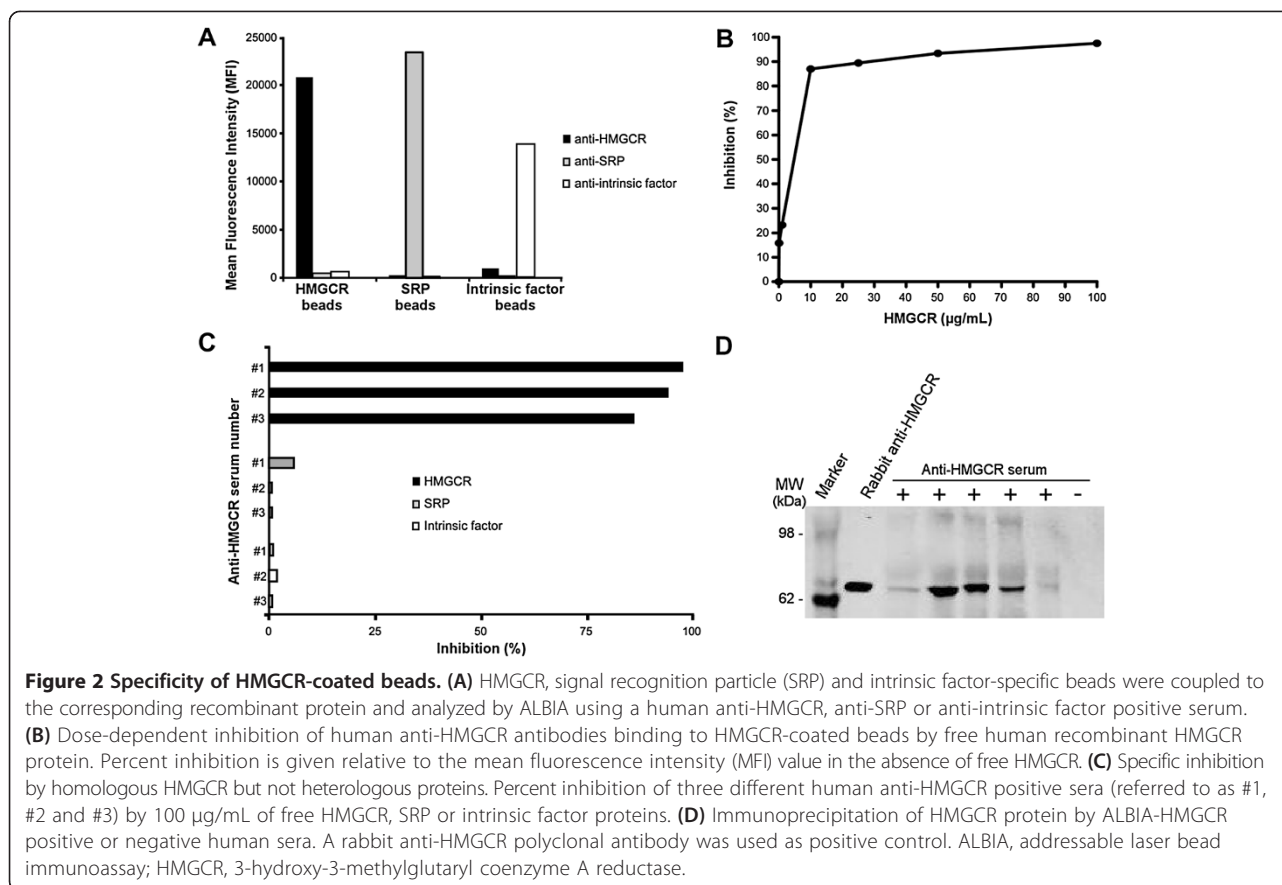 A
25000
20000
15000
10000
5000
0
Mean Fluorescence Intensity (MFI)
HMGCR beads
SRP beads
Intrinsic factor beads
anti-HMGCR
anti-SRP
anti-intrinsic factor
B
100
90
80
70
60
50
40
30
20
10
0
Inhibition (%)
0 10 20 30 40 50 60 70 80 90 100
HMGCR (µg/mL)
C
Anti-HMGCR serum number
#1
#2
#3
#1
#2
#3
#1
#2
#3
HMGCR
SRP
Intrinsic factor
0 25 50 75 100
Inhibition (%)
D
MW
(kDa)
Marker
Rabbit anti-HMGCR
Anti-HMGCR serum
+ + + + + -
98 -
62 -
Figure 2 Specificity of HMGCR-coated beads. (A) HMGCR, signal recognition particle (SRP) and intrinsic factor-specific beads were coupled to
the corresponding recombinant protein and analyzed by ALBIA using a human anti-HMGCR, anti-SRP or anti-intrinsic factor positive serum.
(B) Dose-dependent inhibition of human anti-HMGCR antibodies binding to HMGCR-coated beads by free human recombinant HMGCR
protein. Percent inhibition is given relative to the mean fluorescence intensity (MFI) value in the absence of free HMGCR. (C) Specific inhibition
by homologous HMGCR but not heterologous proteins. Percent inhibition of three different human anti-HMGCR positive sera (referred to as #1,
#2 and #3) by 100 µg/mL of free HMGCR, SRP or intrinsic factor proteins. (D) Immunoprecipitation of HMGCR protein by ALBIA-HMGCR
positive or negative human sera. A rabbit anti-HMGCR polyclonal antibody was used as positive control. ALBIA, addressable laser bead
immunoassay; HMGCR, 3-hydroxy-3-methylglutaryl coenzyme A reductase.